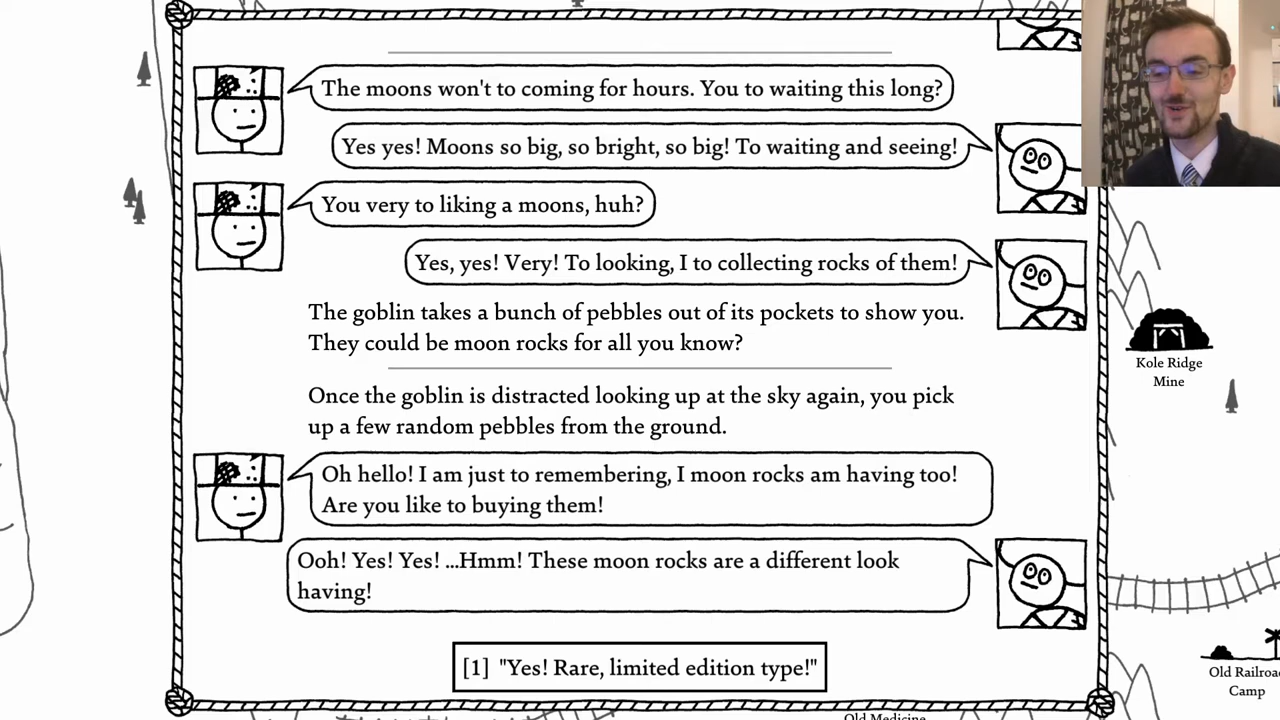 The moons won't to coming for hours. You to waiting this long?
Yes yes! Moons so big, so bright, so big! To waiting and seeing!
You very to liking a moons, huh?
Yes, yes! Very! To looking, I to collecting rocks of them!
The goblin takes a bunch of pebbles out of its pockets to show you.
They could be moon rocks for all you know?
Once the goblin is distracted looking up at the sky again, you pick
up a few random pebbles from the ground.
Oh hello! I am just to remembering, I moon rocks am having too!
Are you like to buying them!
Ooh! Yes! Yes! ...Hmm! These moon rocks are a different look
having!
[1] "Yes! Rare, limited edition type!"
Kole Ridge
Mine
Old Railroad
Camp
Old Medicine